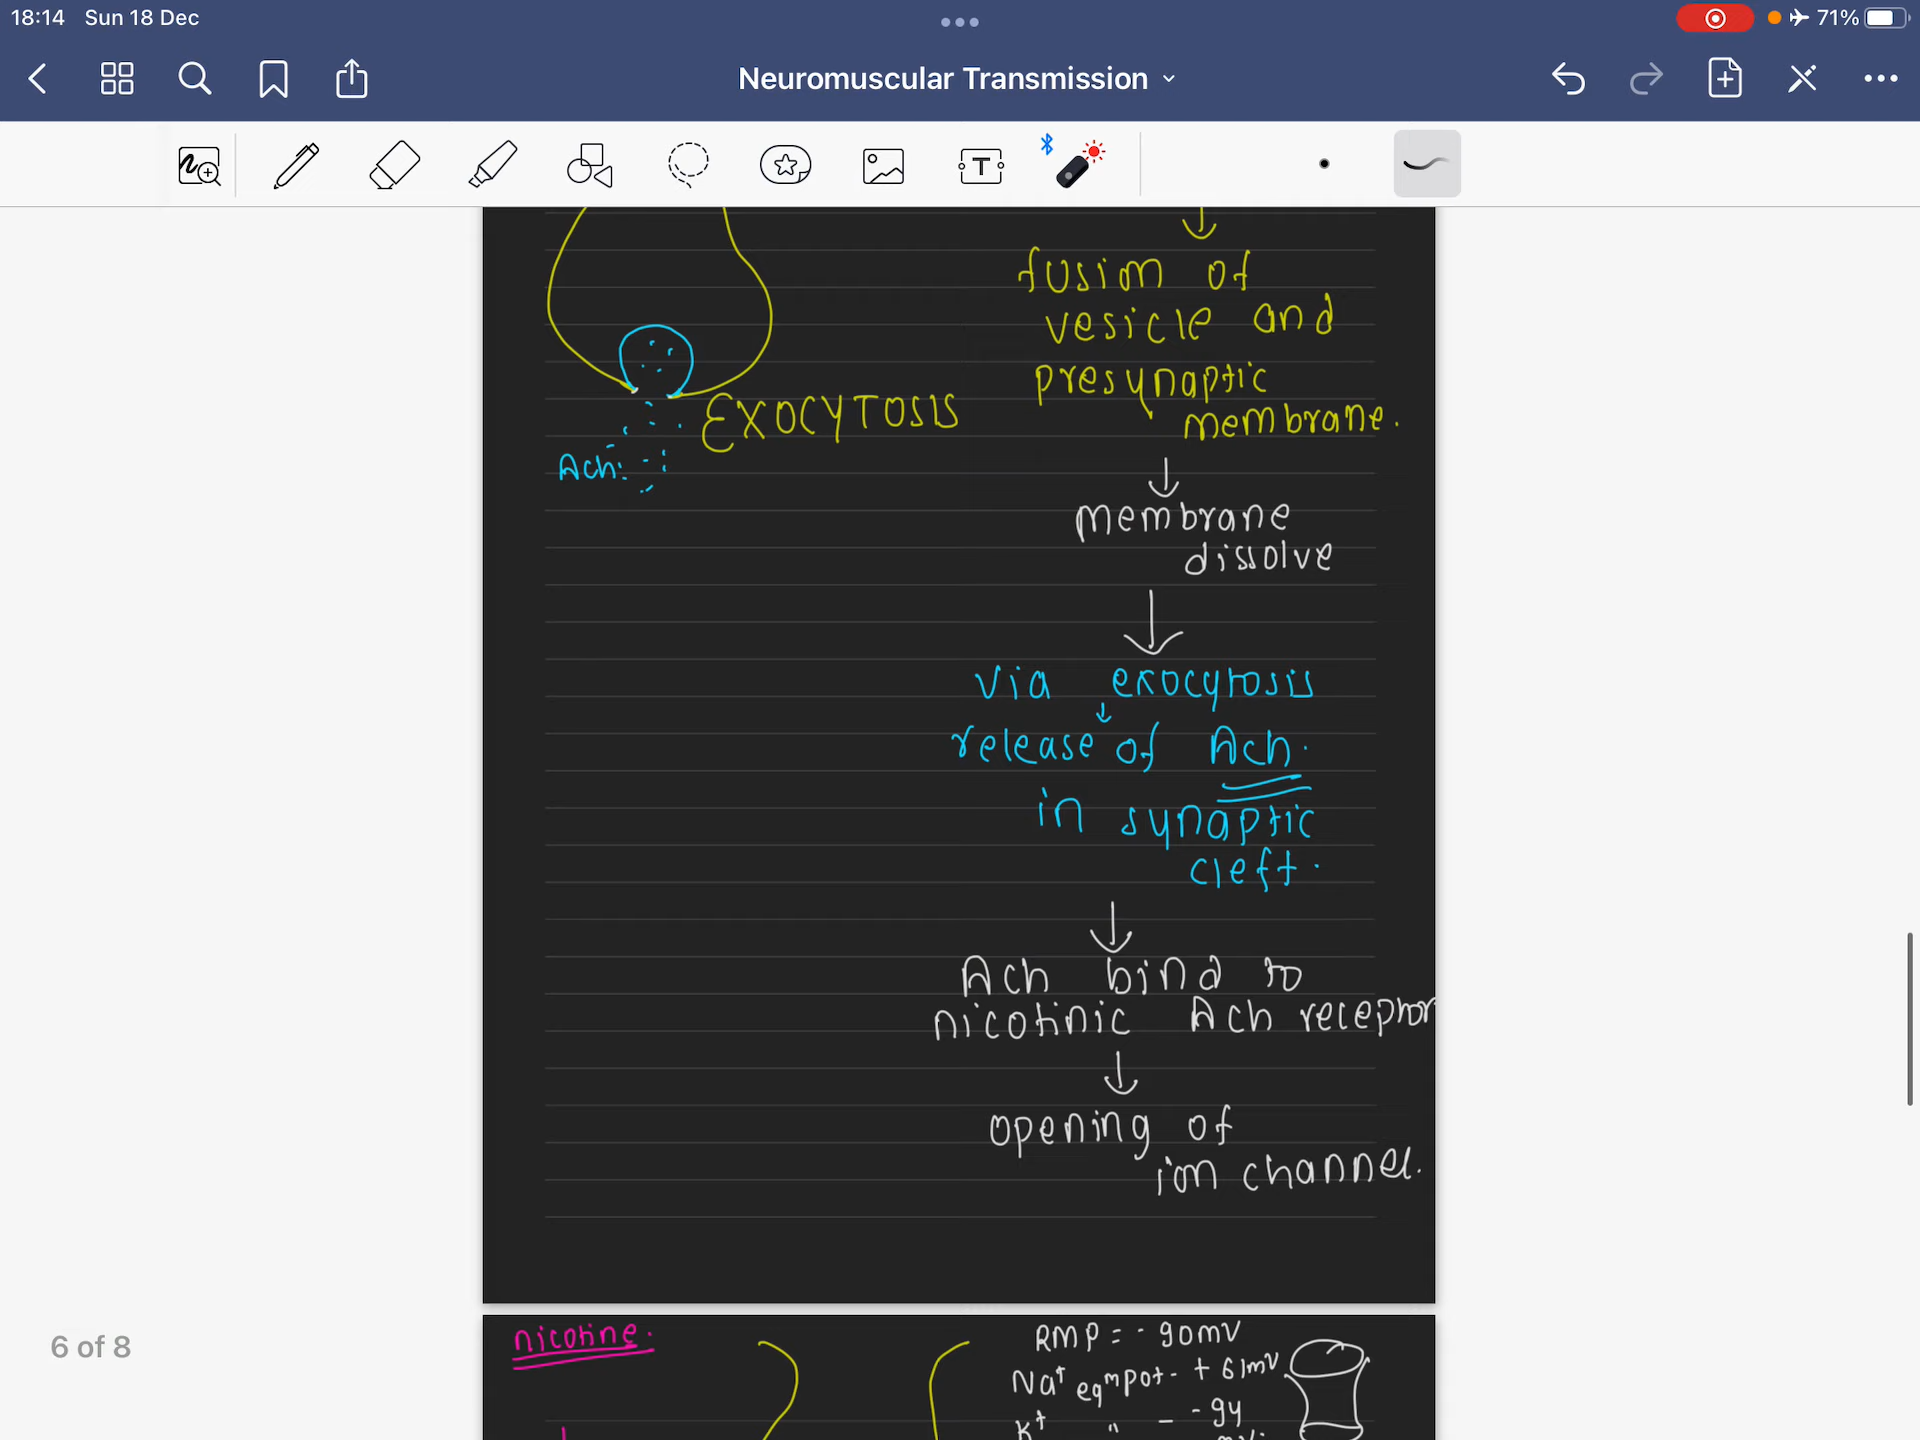 18:14 Sun 18 Dec
71%
Neuromuscular Transmission
T
fusion of
vesicle and
presynaptic
membrane.
EXOCYTOSIS
Ach
membrane
dissolve
via exocytosis
release of Ach.
in synaptic
cleft.
Ach bind to
nicotinic Ach receptor
opening of
ion channel.
6 of 8
nicotine.
RMP = - 90mV
Na+ eqm pot - + 61mV
K+ " - - 94